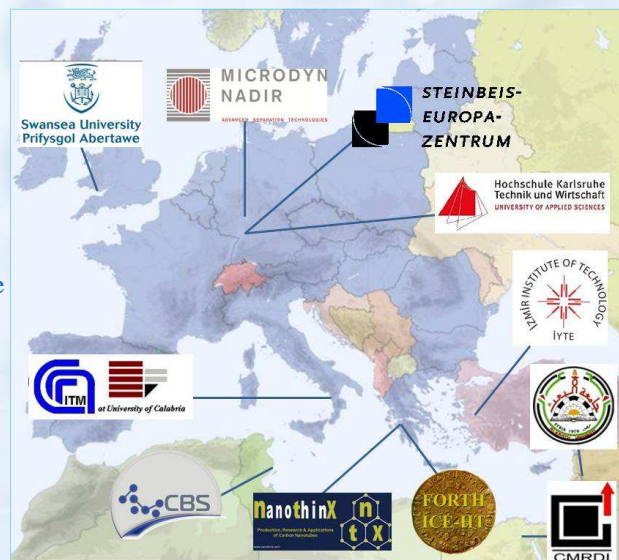 Swansea University
Prifysgol Abertawe
MICRODYN
NADIR
ADVANCED SEPARATION TECHNOLOGIES
STEINBEIS-
EUROPA-
ZENTRUM
Hochschule Karlsruhe
Technik und Wirtschaft
UNIVERSITY OF APPLIED SCIENCES
IZMIR INSTITUTE OF TECHNOLOGY
İYTE
e
ITM
at University of Calabria
CBS
NanothinX
Production, Research & Applications
of Carbon Nanotubes
n
t x
FORTH
ICE-HT
CMRDI